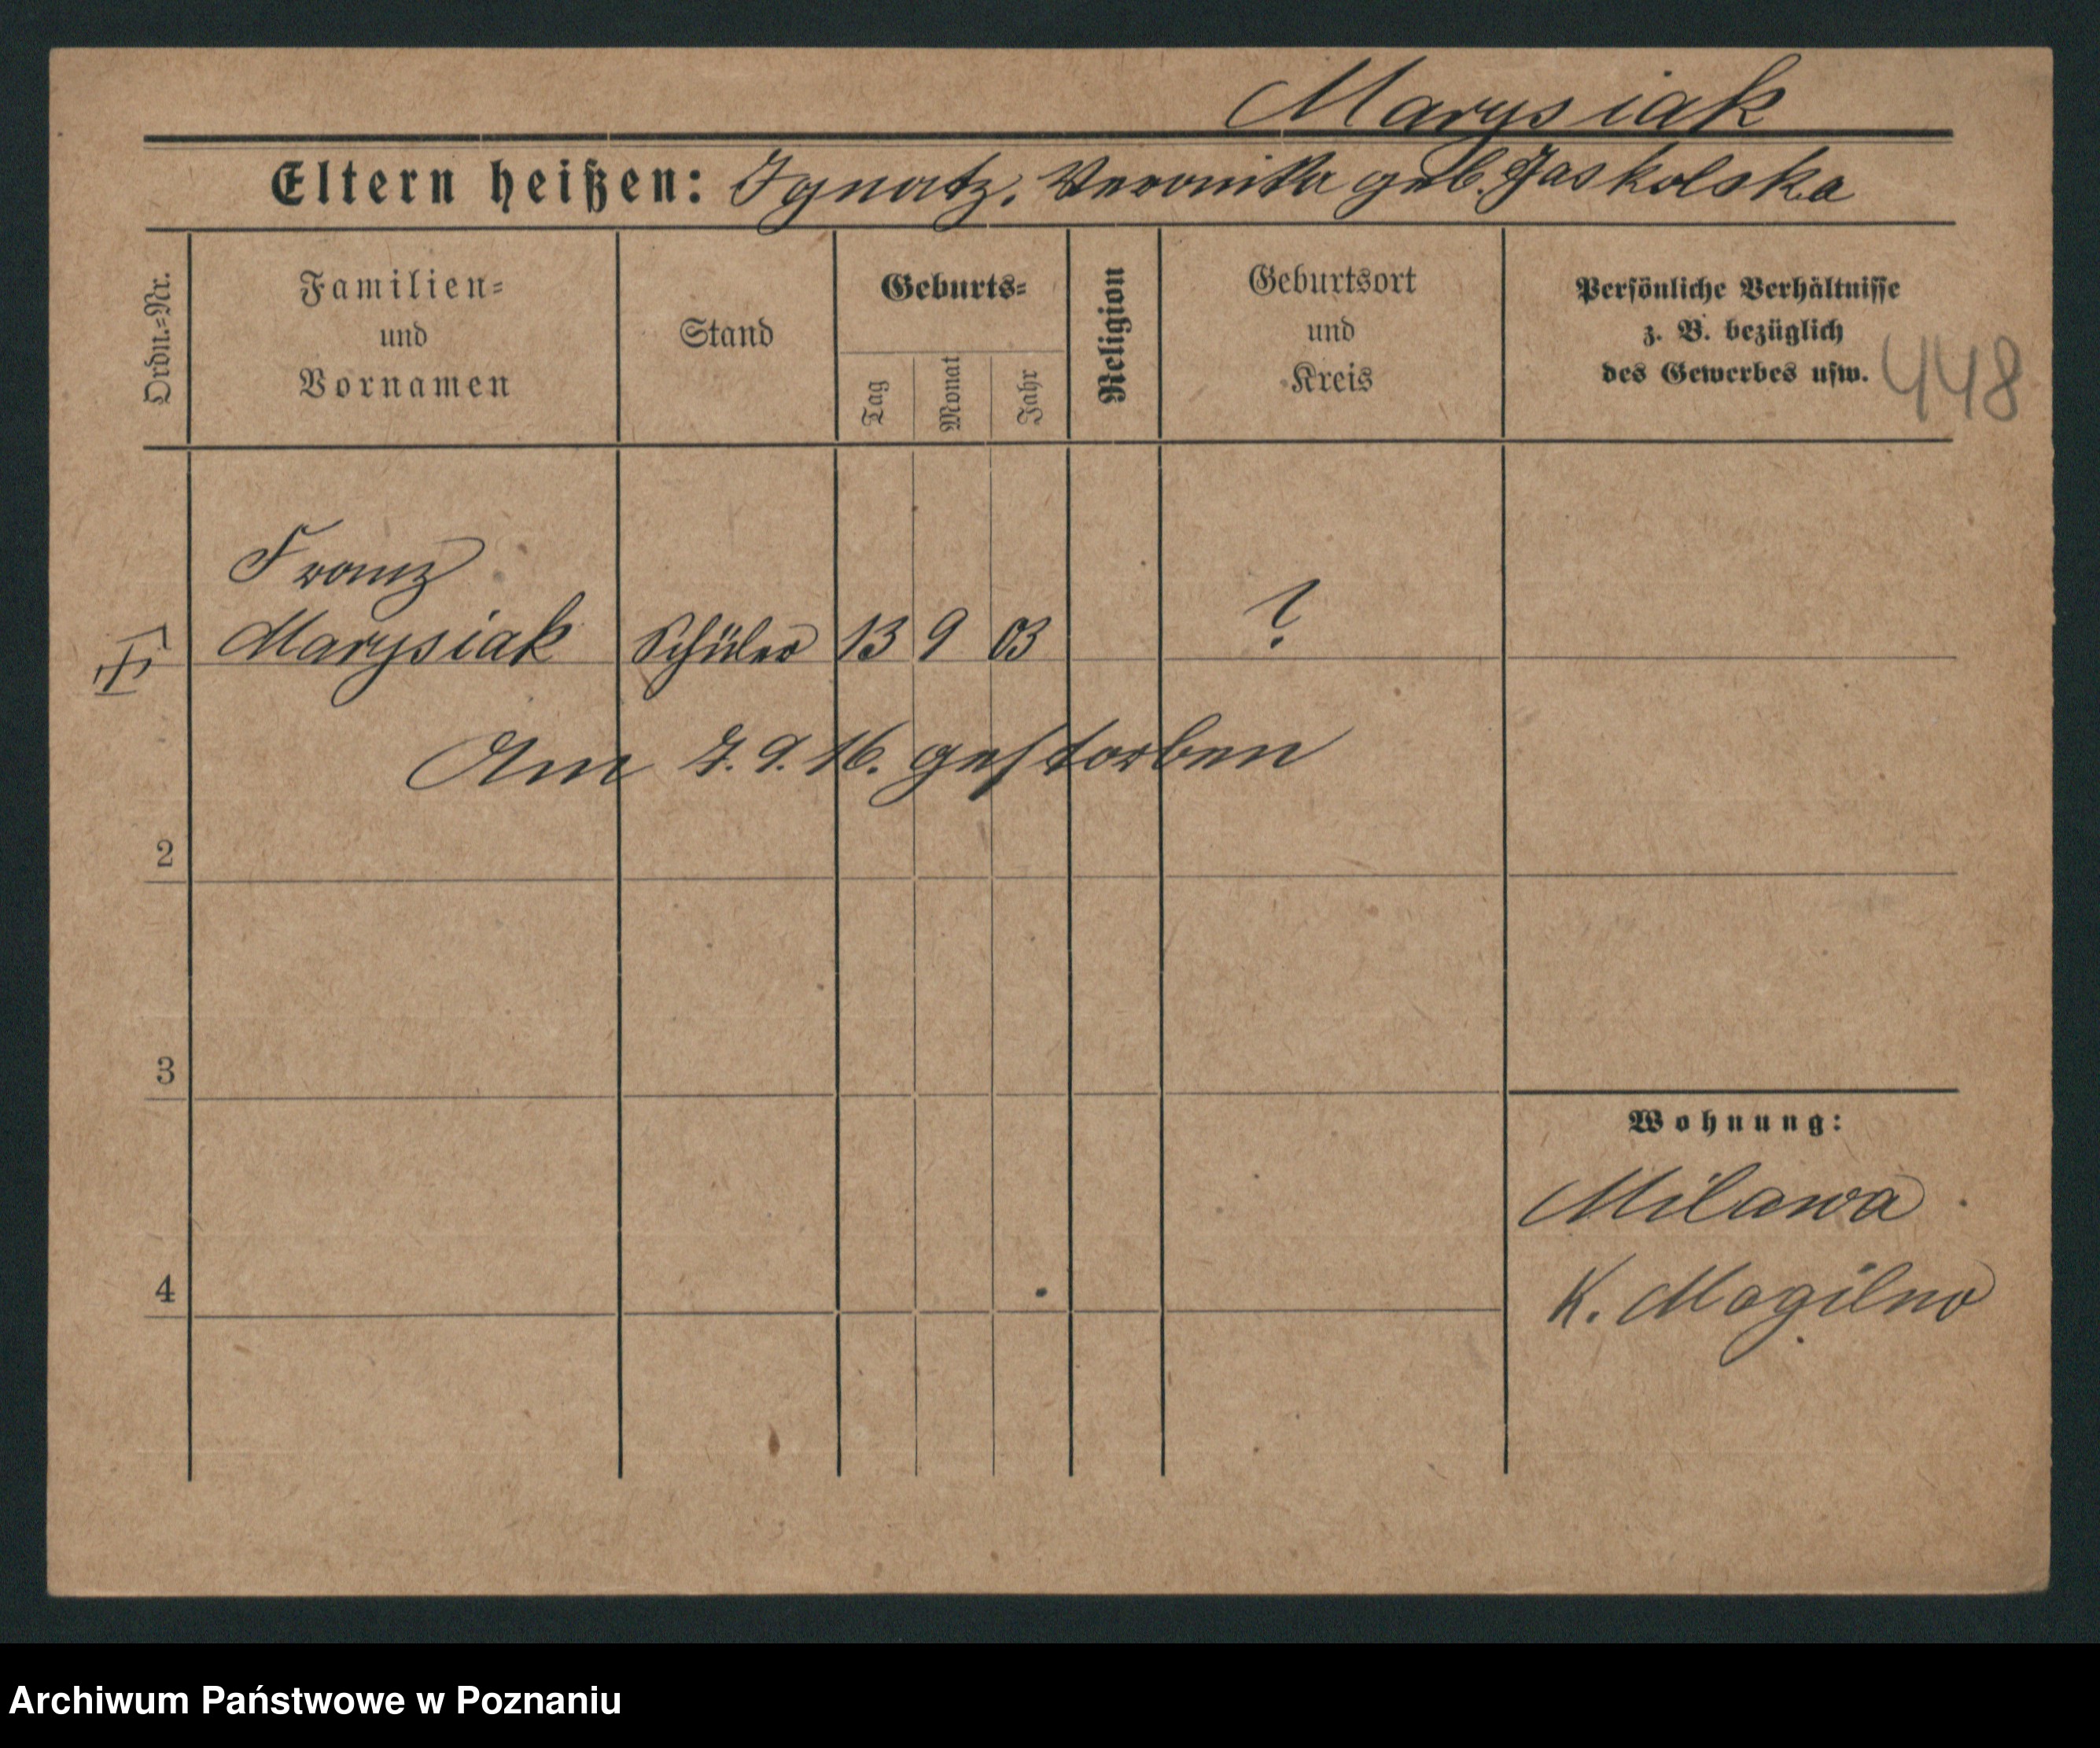 Marysiak
Eltern heißen: Ignatz, Veronika geb. Jaskolska
Ordn.=Nr.
Familien=
und
Vornamen
Stand
Geburts=
Tag
Monat
Jahr
Religion
Geburtsort
und
Kreis
Persönliche Verhältnisse
z. B. bezüglich
des Gewerbes usw.
448
Franz
Marysiak Schüler 13 9 03 ?
Am 7. 9. 16. gestorben
2
3
Wohnung:
Milawa
4
K. Mogilno
Archiwum Państwowe w Poznaniu